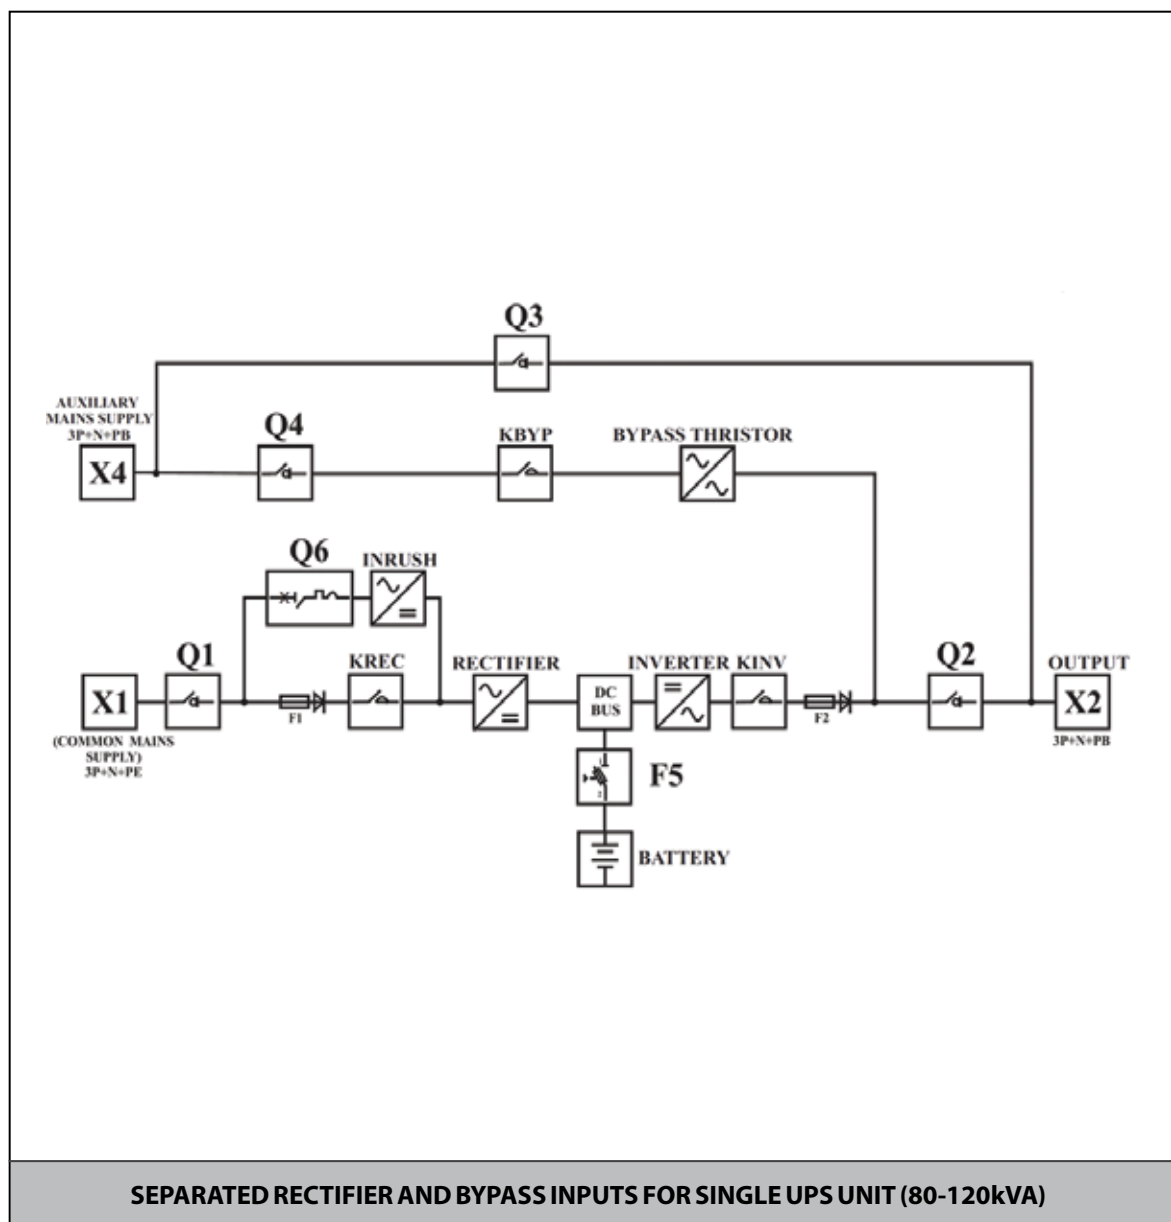 Q3
AUXILIARY
MAINS SUPPLY
3P+N+PB
X4
Q4
KBYP
BYPASS THRISTOR
Q6
INRUSH
Q1
KREC
RECTIFIER
INVERTER
KINV
OUTPUT
X1
F1
DC
BUS
F2
Q2
X2
(COMMON MAINS
SUPPLY)
3P+N+PE
3P+N+PB
1
2
F5
BATTERY
SEPARATED RECTIFIER AND BYPASS INPUTS FOR SINGLE UPS UNIT (80-120kVA)